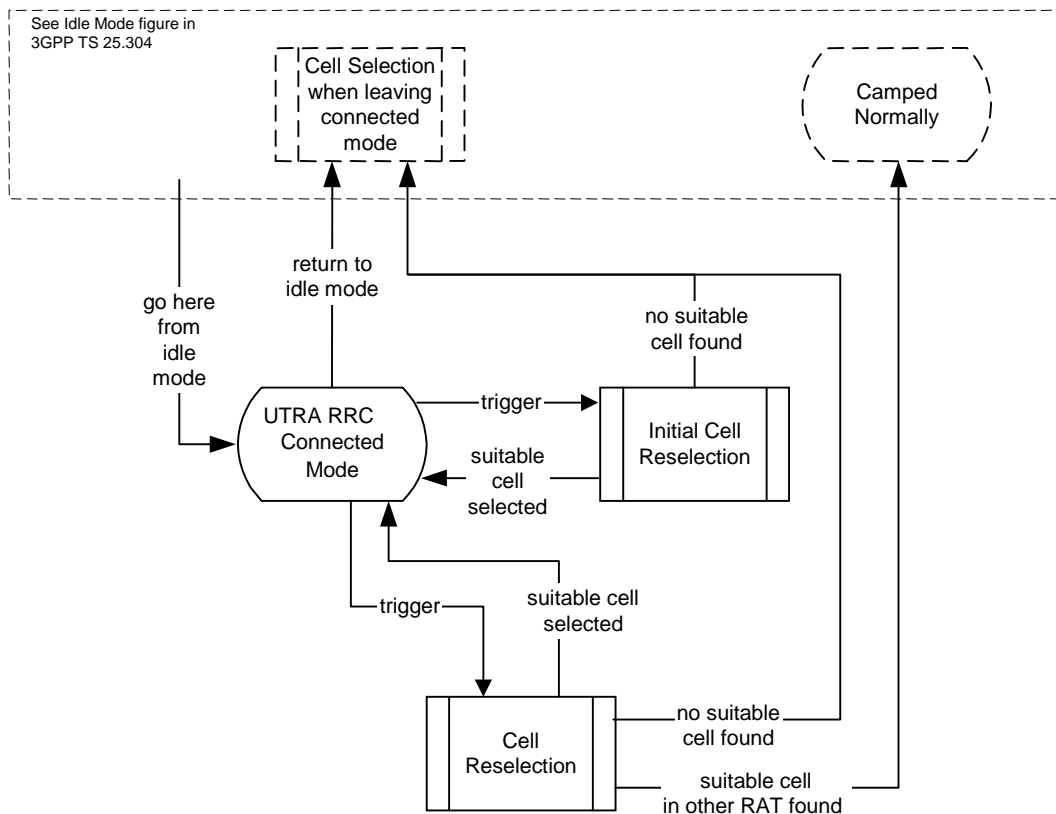 See Idle Mode figure in
3GPP TS 25.304
Cell Selection
when leaving
connected
mode
Camped
Normally
return to
idle mode
go here
from
idle
mode
no suitable
cell found
UTRA RRC
Connected
Mode
trigger
Initial Cell
Reselection
suitable
cell
selected
trigger
suitable cell
selected
Cell
Reselection
no suitable
cell found
suitable cell
in other RAT found